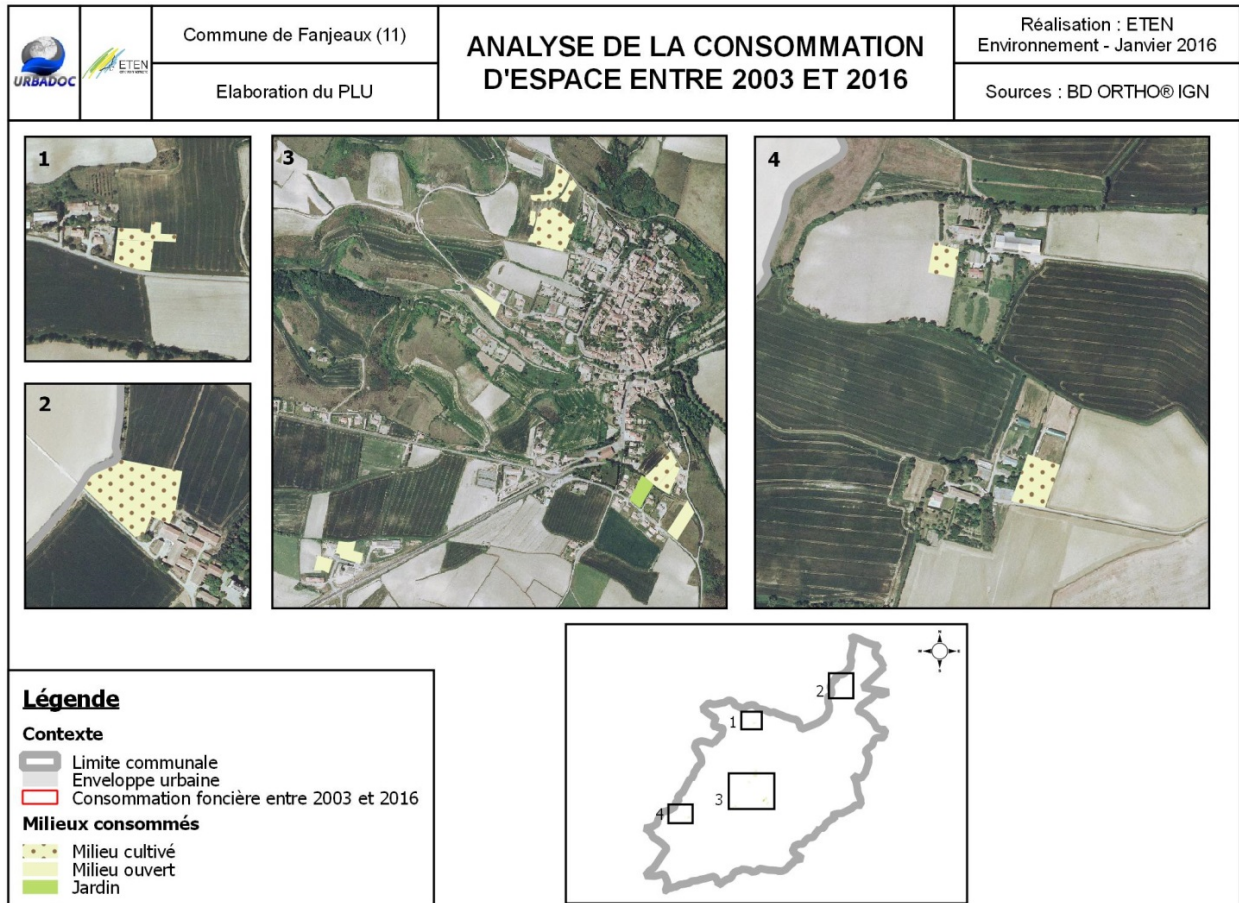 URBADOC
ETEN
Commune de Fanjeaux (11)
Elaboration du PLU
ANALYSE DE LA CONSOMMATION
D'ESPACE ENTRE 2003 ET 2016
Réalisation : ETEN
Environnement - Janvier 2016
Sources : BD ORTHO® IGN
1
2
3
4
Légende
Contexte
Limite communale
Enveloppe urbaine
Consommation foncière entre 2003 et 2016
Milieux consommés
Milieu cultivé
Milieu ouvert
Jardin
2
1
3
4